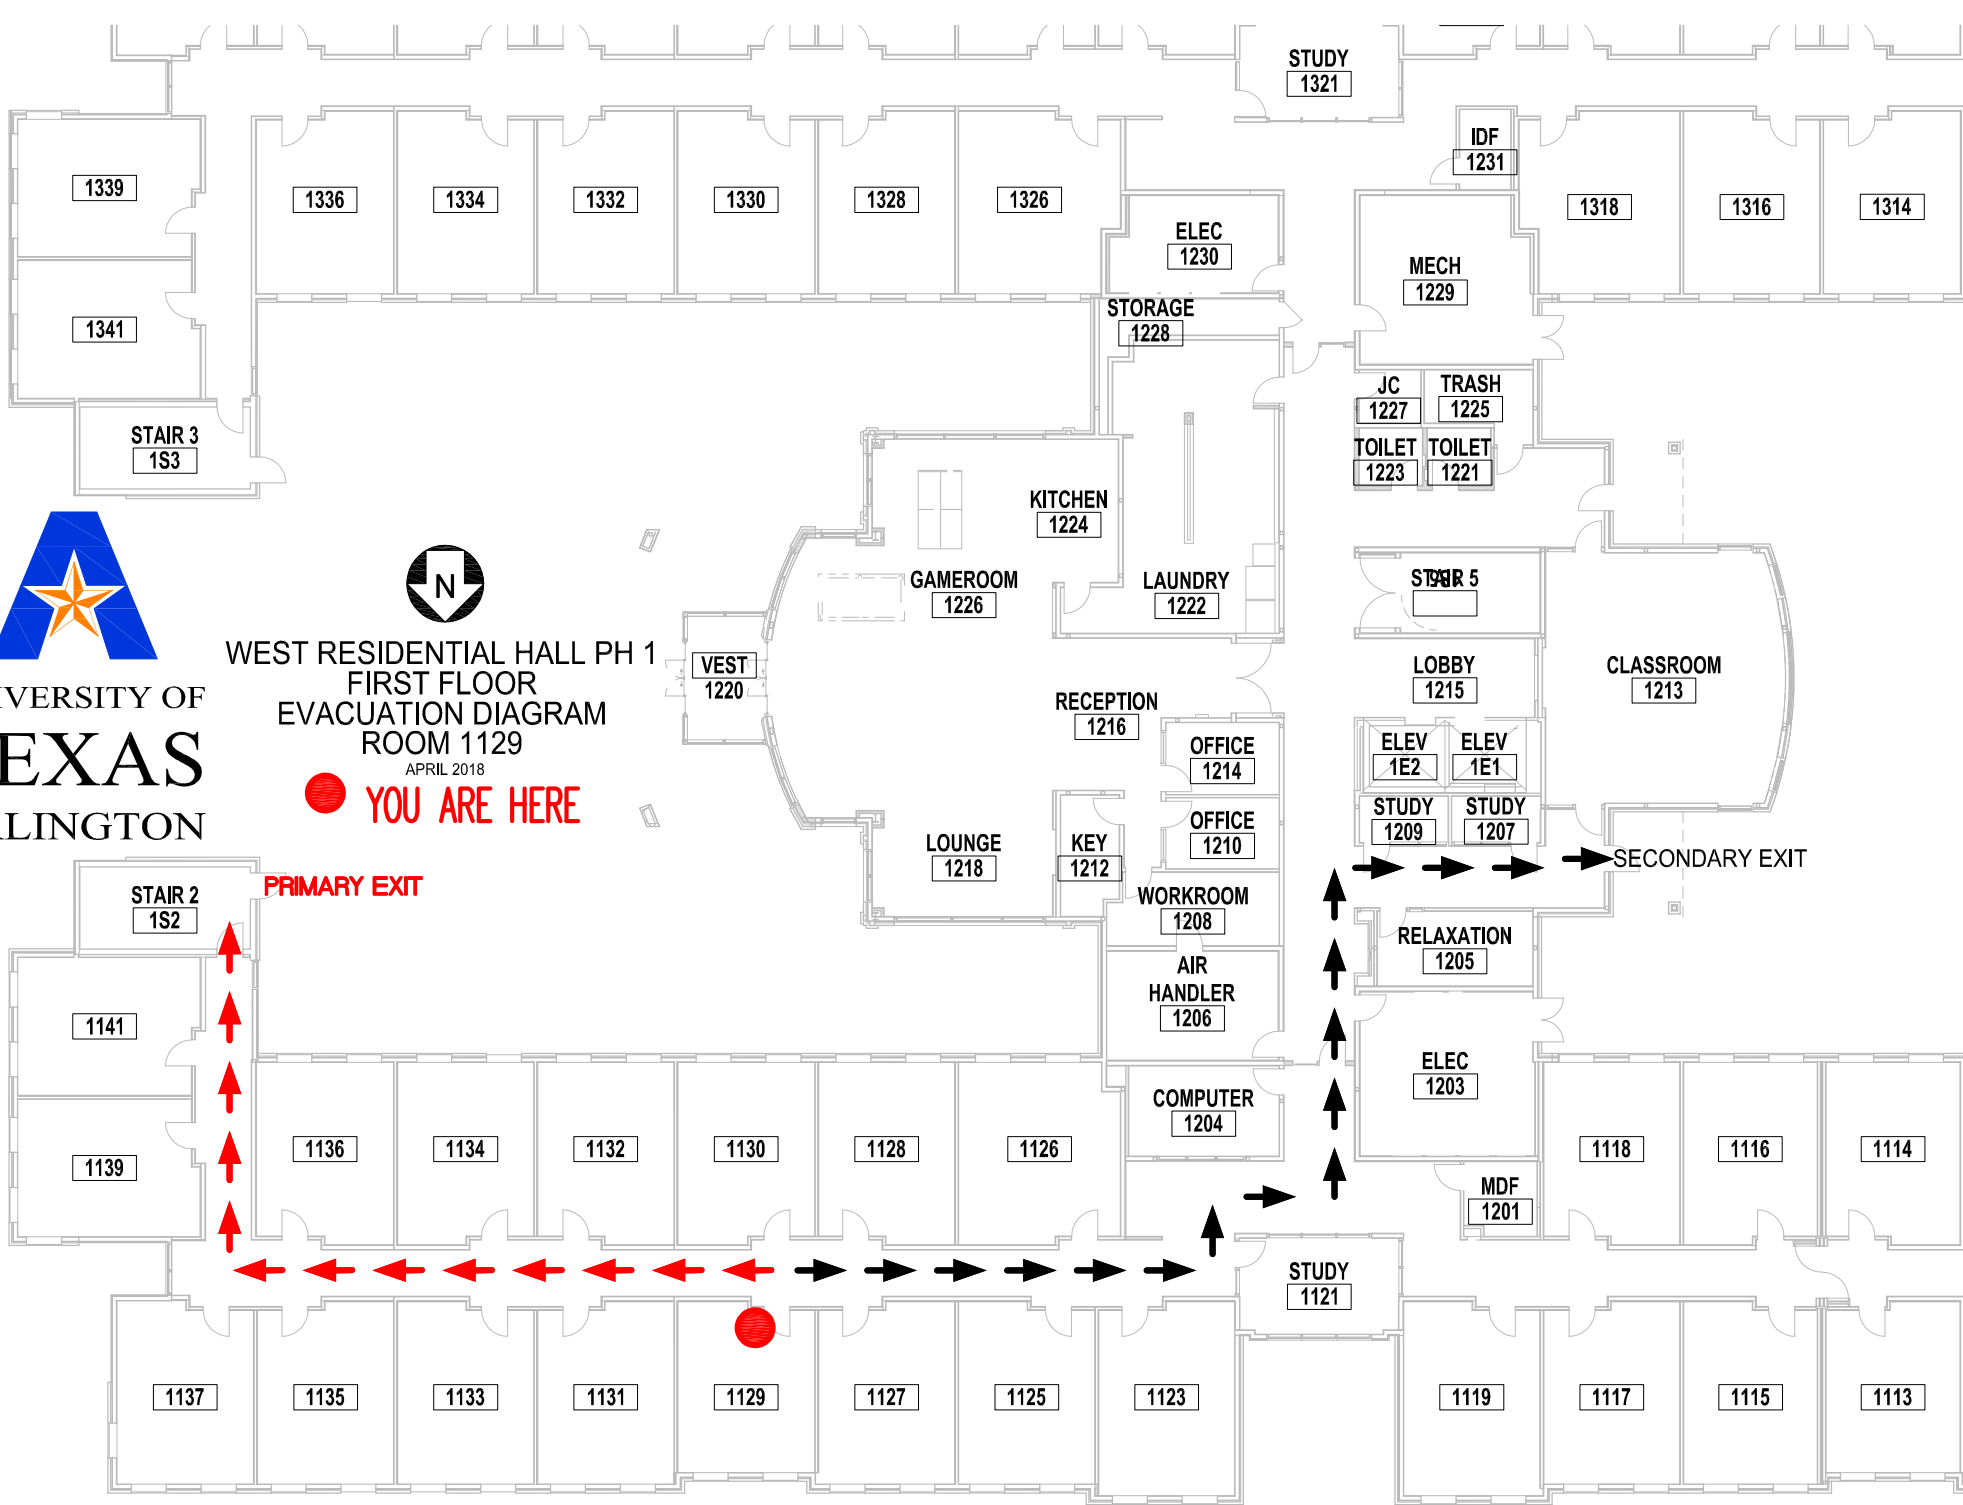 STUDY
1321
IDF
1231
1339
1336
1334
1332
1330
1328
1326
1318
1316
1314
ELEC
1230
MECH
1229
STORAGE
1228
1341
JC
1227
TRASH
1225
STAIR 3
1S3
TOILET
1223
TOILET
1221
KITCHEN
1224
GAMEROOM
1226
LAUNDRY
1222
STAIR 5
N
WEST RESIDENTIAL HALL PH 1
FIRST FLOOR
EVACUATION DIAGRAM
ROOM 1129
APRIL 2018
YOU ARE HERE
VEST
1220
LOBBY
1215
CLASSROOM
1213
RECEPTION
1216
IVERSITY OF
EXAS
LINGTON
OFFICE
1214
ELEV
1E2
ELEV
1E1
STUDY
1209
STUDY
1207
OFFICE
1210
LOUNGE
1218
KEY
1212
SECONDARY EXIT
PRIMARY EXIT
STAIR 2
1S2
WORKROOM
1208
RELAXATION
1205
AIR
HANDLER
1206
1141
ELEC
1203
COMPUTER
1204
1139
1136
1134
1132
1130
1128
1126
1118
1116
1114
MDF
1201
STUDY
1121
1137
1135
1133
1131
1129
1127
1125
1123
1119
1117
1115
1113